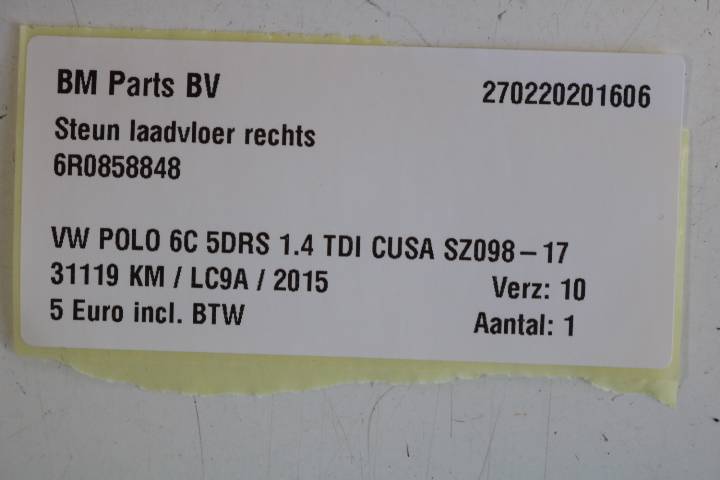 BM Parts BV 270220201606
Steun laadvloer rechts
6R0858848
VW POLO 6C 5DRS 1.4 TDI CUSA SZ098-17
31119 KM / LC9A / 2015 Verz: 10
5 Euro incl. BTW Aantal: 1